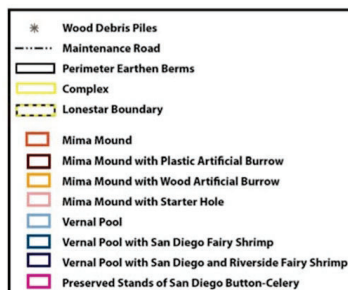 Wood Debris Piles
Maintenance Road
Perimeter Earthen Berms
Complex
Lonestar Boundary
Mima Mound
Mima Mound with Plastic Artificial Burrow
Mima Mound with Wood Artificial Burrow
Mima Mound with Starter Hole
Vernal Pool
Vernal Pool with San Diego Fairy Shrimp
Vernal Pool with San Diego and Riverside Fairy Shrimp
Preserved Stands of San Diego Button-Celery